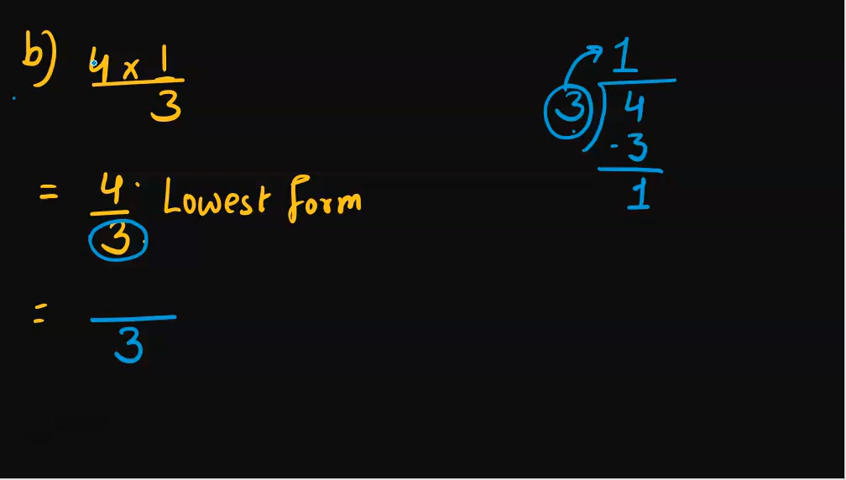 b) 4 × 1
3
= 4 Lowest form
3
=
3
1
3 ) 4
- 3
1